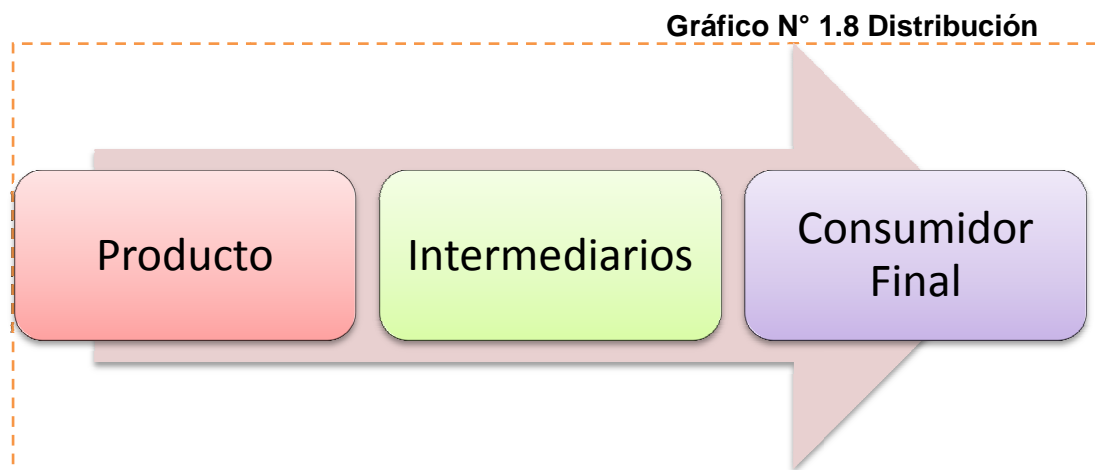 Gráfico N° 1.8 Distribución
Producto
Intermediarios
Consumidor
Final